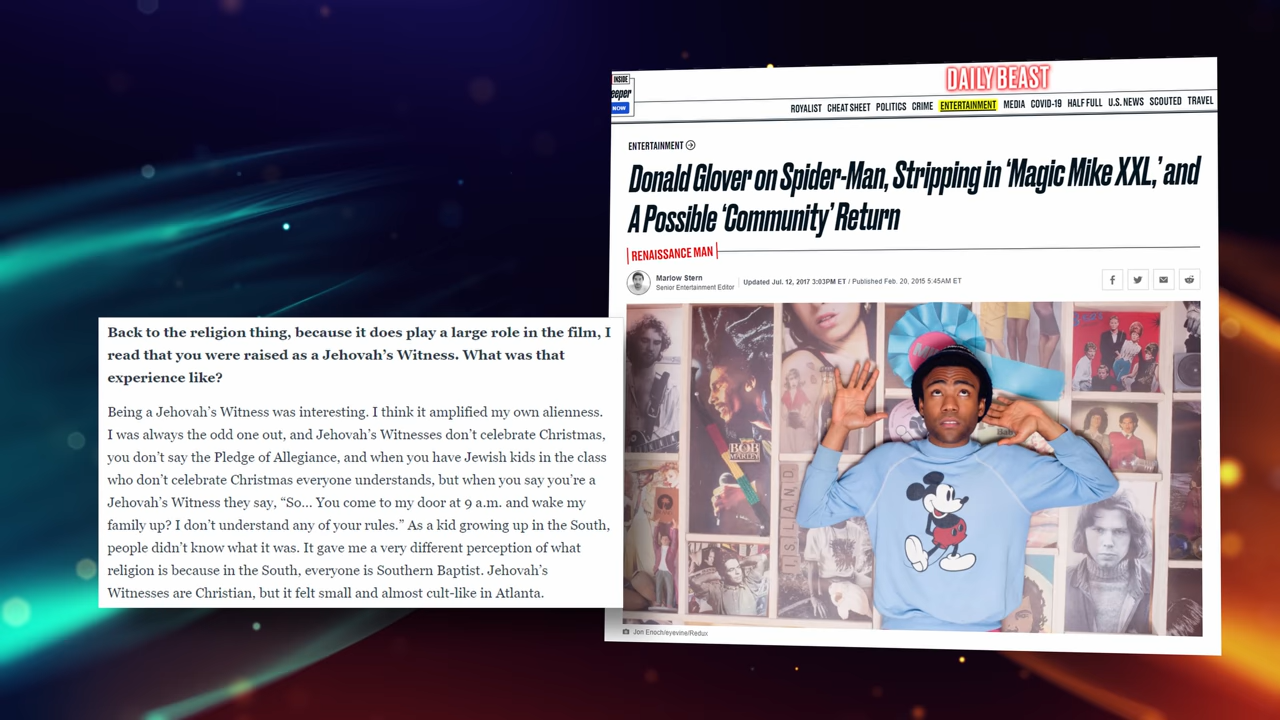 INSIDE
eeper
NOW
DAILY BEAST
ROYALIST CHEAT SHEET POLITICS CRIME ENTERTAINMENT MEDIA COVID-19 HALF FULL U.S. NEWS SCOUTED TRAVEL
ENTERTAINMENT
Donald Glover on Spider-Man, Stripping in ‘Magic Mike XXL,’ and
A Possible ‘Community’ Return
RENAISSANCE MAN
Marlow Stern
Senior Entertainment Editor
Updated Jul. 12, 2017 3:03PM ET / Published Feb. 20, 2015 5:45AM ET
BOB
MARLEY
ISLAND
Jon Enoch/eyevine/Redux
Back to the religion thing, because it does play a large role in the film, I
read that you were raised as a Jehovah’s Witness. What was that
experience like?
Being a Jehovah’s Witness was interesting. I think it amplified my own alienness.
I was always the odd one out, and Jehovah’s Witnesses don’t celebrate Christmas,
you don’t say the Pledge of Allegiance, and when you have Jewish kids in the class
who don’t celebrate Christmas everyone understands, but when you say you’re a
Jehovah’s Witness they say, “So… You come to my door at 9 a.m. and wake my
family up? I don’t understand any of your rules.” As a kid growing up in the South,
people didn’t know what it was. It gave me a very different perception of what
religion is because in the South, everyone is Southern Baptist. Jehovah’s
Witnesses are Christian, but it felt small and almost cult-like in Atlanta.